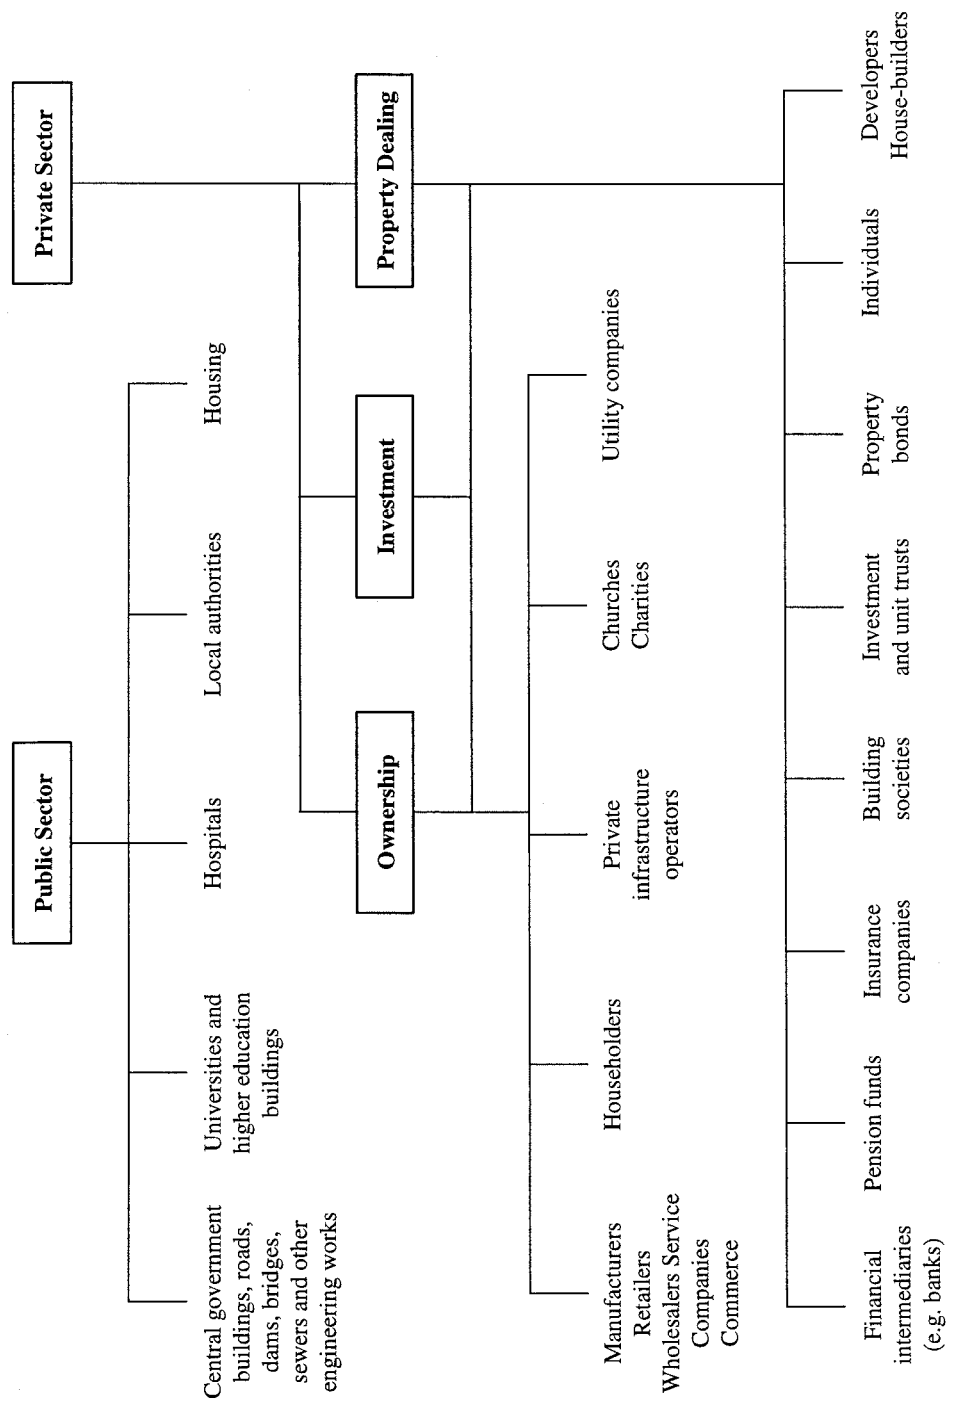 Public Sector
Private Sector
Central government
buildings, roads,
dams, bridges,
sewers and other
engineering works
Universities and
higher education
buildings
Hospitals
Local authorities
Housing
Ownership
Investment
Property Dealing
Manufacturers
Retailers
Wholesalers Service
Companies
Commerce
Householders
Private
infrastructure
operators
Churches
Charities
Utility companies
Financial
intermediaries
(e.g. banks)
Pension funds
Insurance
companies
Building
societies
Investment
and unit trusts
Property
bonds
Individuals
Developers
House-builders